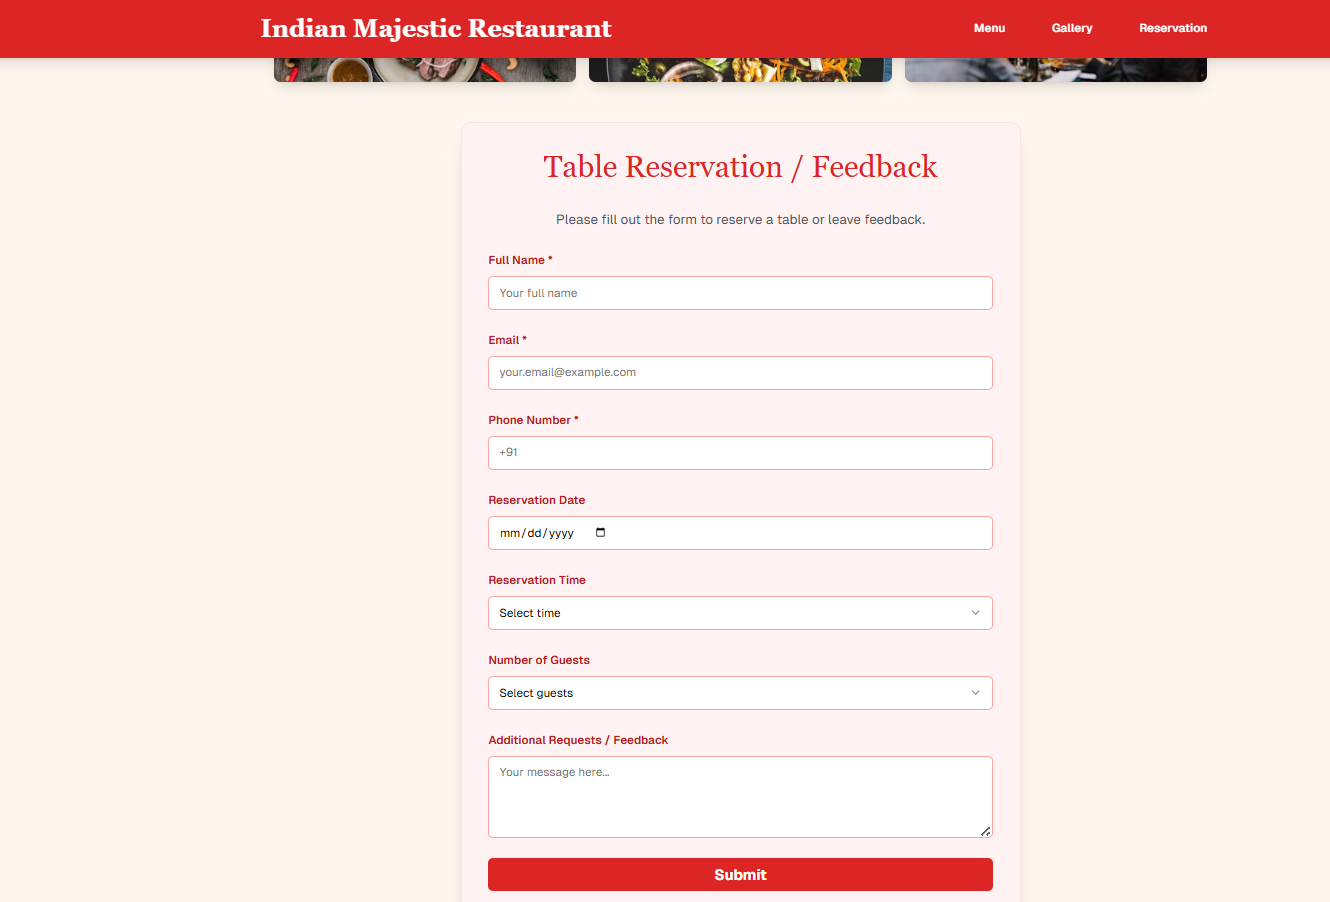 Indian Majestic Restaurant
Menu Gallery Reservation
Table Reservation / Feedback
Please fill out the form to reserve a table or leave feedback.
Full Name *
Your full name
Email *
your.email@example.com
Phone Number *
+91
Reservation Date
mm/dd/yyyy
Reservation Time
Select time
Number of Guests
Select guests
Additional Requests / Feedback
Your message here...
Submit